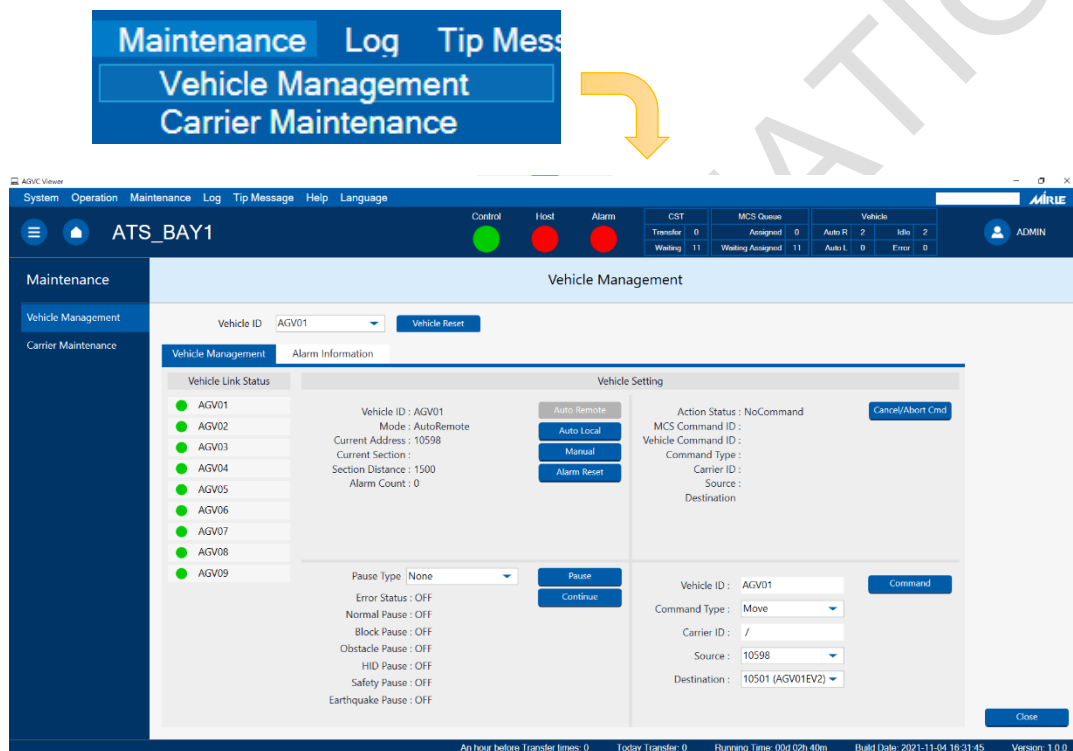 Maintenance Log Tip Mess
Vehicle Management
Carrier Maintenance
AGVC Viewer
System Operation Maintenance Log Tip Message Help Language
MiRLE
ATS_BAY1
Control Host Alarm
CST MCS Queue Vehicle
Transfer 0 Assigned 0 Auto R 2 Idle 2
Waiting 11 Waiting Assigned 11 Auto L 0 Error 0
ADMIN
Maintenance
Vehicle Management
Vehicle Management
Carrier Maintenance
Vehicle ID AGV01 Vehicle Reset
Vehicle Management Alarm Information
Vehicle Link Status
AGV01
AGV02
AGV03
AGV04
AGV05
AGV06
AGV07
AGV08
AGV09
Vehicle Setting
Vehicle ID : AGV01
Mode : AutoRemote
Current Address : 10598
Current Section :
Section Distance : 1500
Alarm Count : 0
Auto Remote
Auto Local
Manual
Alarm Reset
Action Status : NoCommand
MCS Command ID :
Vehicle Command ID :
Command Type :
Carrier ID :
Source :
Destination
Cancel/Abort Cmd
Pause Type None
Error Status : OFF
Normal Pause : OFF
Block Pause : OFF
Obstacle Pause : OFF
HID Pause : OFF
Safety Pause : OFF
Earthquake Pause : OFF
Pause
Continue
Vehicle ID : AGV01
Command Type : Move
Carrier ID : /
Source : 10598
Destination : 10501 (AGV01EV2)
Command
Close
An hour before Transfer times: 0 Today Transfer: 0 Running Time: 00d 02h 40m Build Date: 2021-11-04 16:31:45 Version: 1.0.0